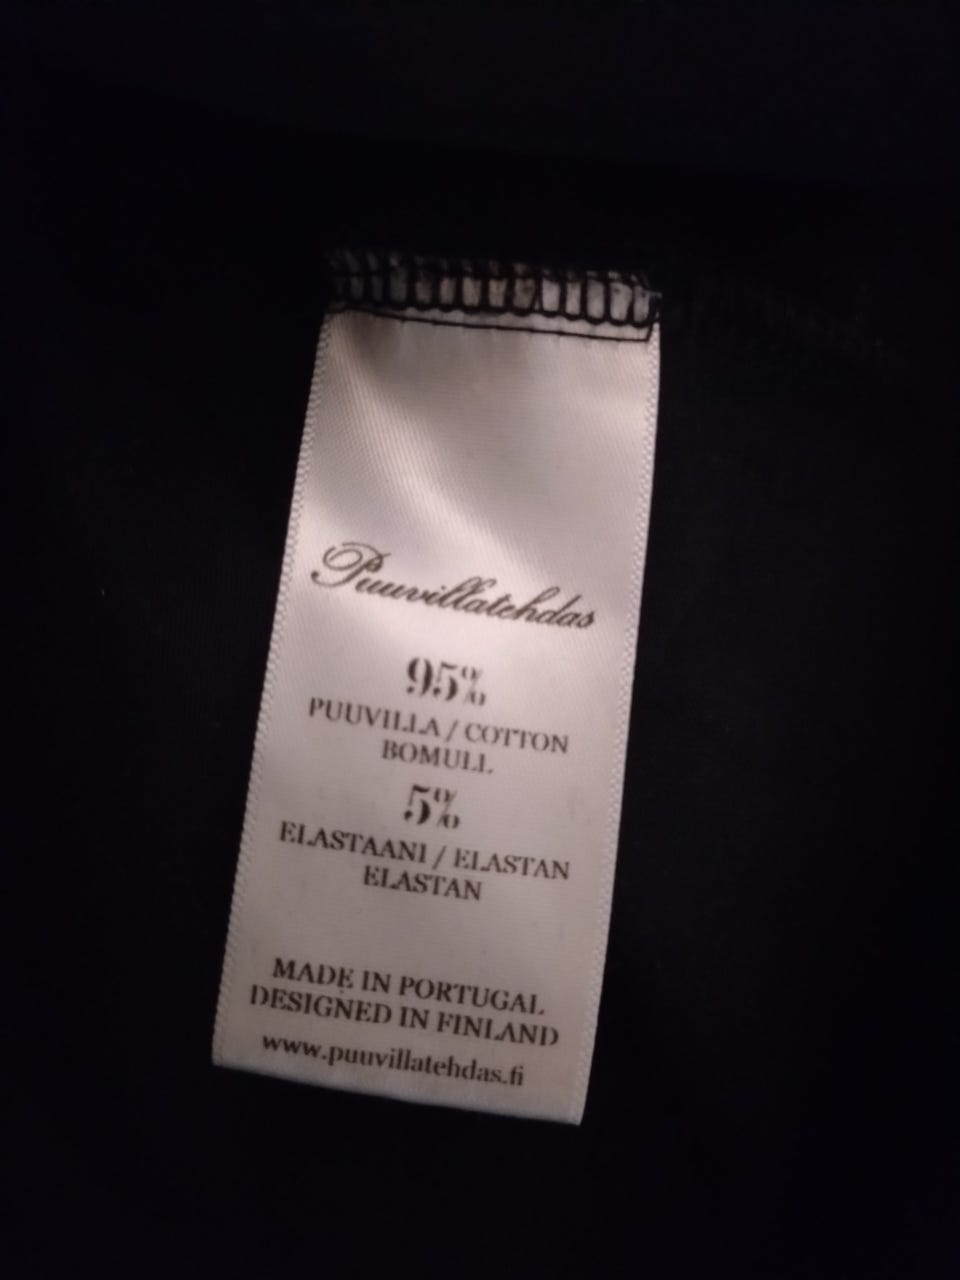 Puuvillatehdas
95%
PUUVILLA / COTTON
BOMULL
5%
ELASTAANI / ELASTAN
ELASTAN
MADE IN PORTUGAL
DESIGNED IN FINLAND
www.puuvillatehdas.fi